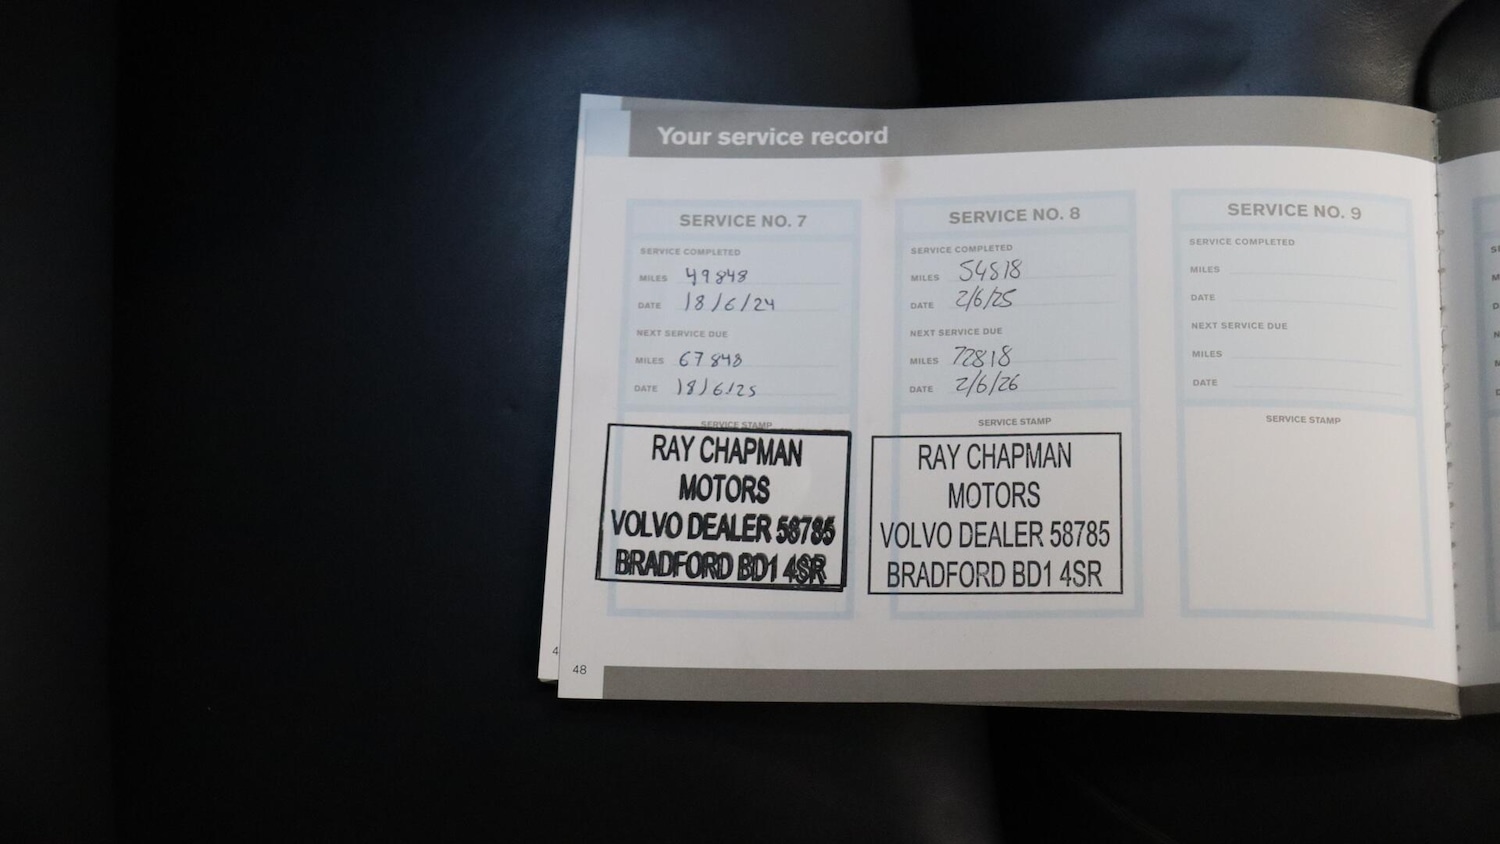 Your service record
SERVICE NO. 7
SERVICE COMPLETED
MILES 49848
DATE 18/6/24
NEXT SERVICE DUE
MILES 67848
DATE 18/6/25
SERVICE STAMP
RAY CHAPMAN
MOTORS
VOLVO DEALER 58785
BRADFORD BD1 4SR
SERVICE NO. 8
SERVICE COMPLETED
MILES 54818
DATE 2/6/25
NEXT SERVICE DUE
MILES 72818
DATE 2/6/26
SERVICE STAMP
RAY CHAPMAN
MOTORS
VOLVO DEALER 58785
BRADFORD BD1 4SR
SERVICE NO. 9
SERVICE COMPLETED
MILES
DATE
NEXT SERVICE DUE
MILES
DATE
SERVICE STAMP
48